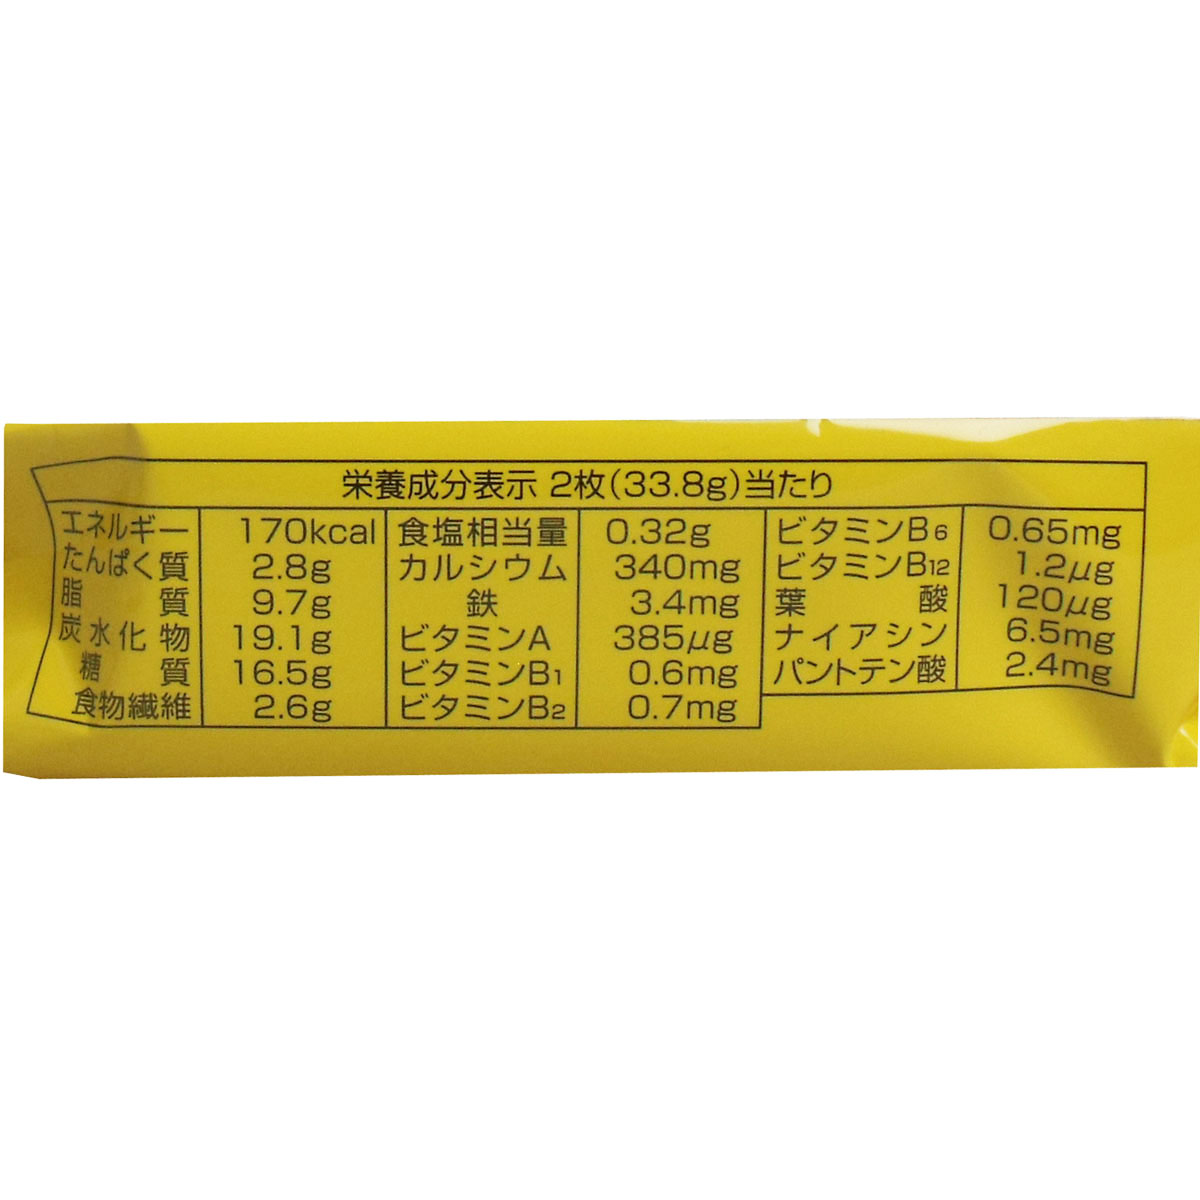 栄養成分表示 2枚(33.8g)当たり
エネルギー 170kcal
たんぱく質 2.8g
脂質 9.7g
炭水化物 19.1g
糖質 16.5g
食物繊維 2.6g
食塩相当量 0.32g
カルシウム 340mg
鉄 3.4mg
ビタミンA 385μg
ビタミンB1 0.6mg
ビタミンB2 0.7mg
ビタミンB6 0.65mg
ビタミンB12 1.2μg
葉酸 120μg
ナイアシン 6.5mg
パントテン酸 2.4mg